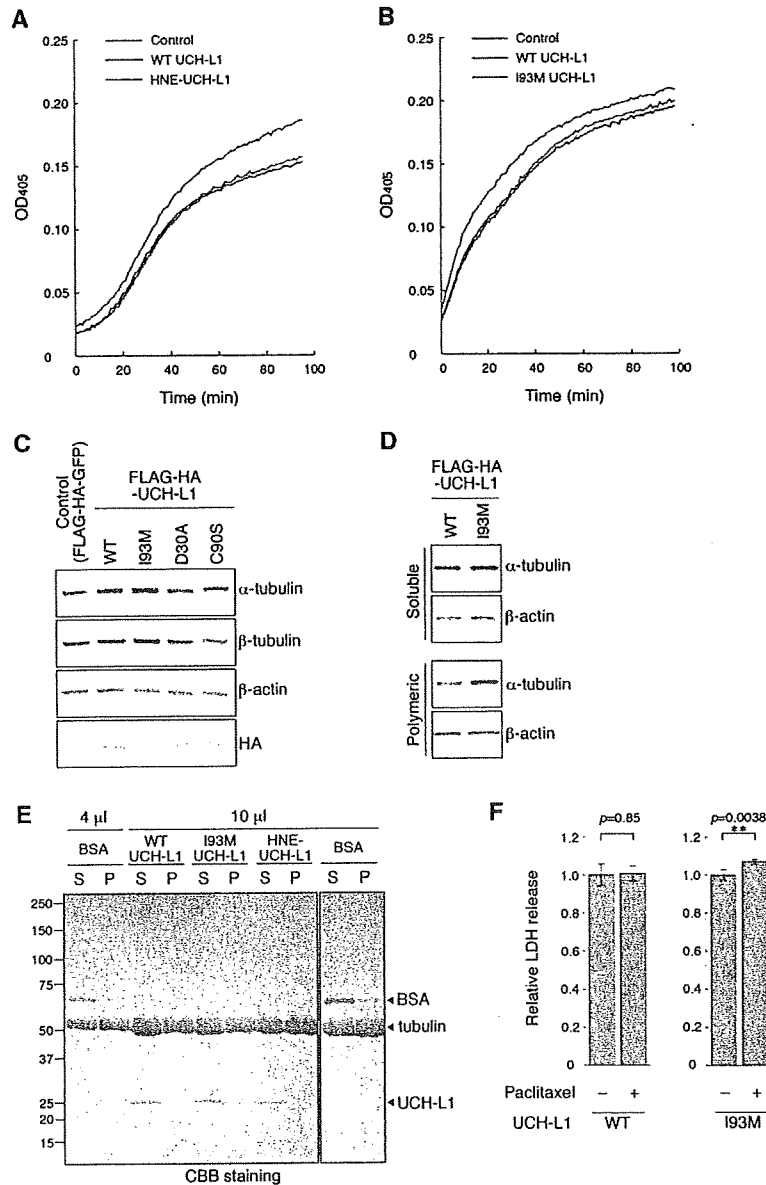 A
0.25
0.20
0.15
0.10
0.05
0
OD405
0 20 40 60 80 100
Time (min)
Control
WT UCH-L1
HNE-UCH-L1
B
0.25
0.20
0.15
0.10
0.05
0
OD405
0 20 40 60 80 100
Time (min)
Control
WT UCH-L1
I93M UCH-L1
C
Control
(FLAG-HA-GFP)
FLAG-HA
-UCH-L1
WT
I93M
D30A
C90S
α-tubulin
β-tubulin
β-actin
HA
D
FLAG-HA
-UCH-L1
WT
I93M
Soluble
α-tubulin
β-actin
Polymeric
α-tubulin
β-actin
E
4 μl 10 μl
BSA WT UCH-L1 I93M UCH-L1 HNE-UCH-L1 BSA
S P S P S P S P S P
250
150
100
75
50
37
25
20
15
BSA
tubulin
UCH-L1
CBB staining
F
p=0.85
p=0.0038
**
Relative LDH release
1.2
1.0
0.8
0.6
0.4
0.2
0
1.2
1.0
0.8
0.6
0.4
0.2
0
Paclitaxel − + − +
UCH-L1 WT I93M